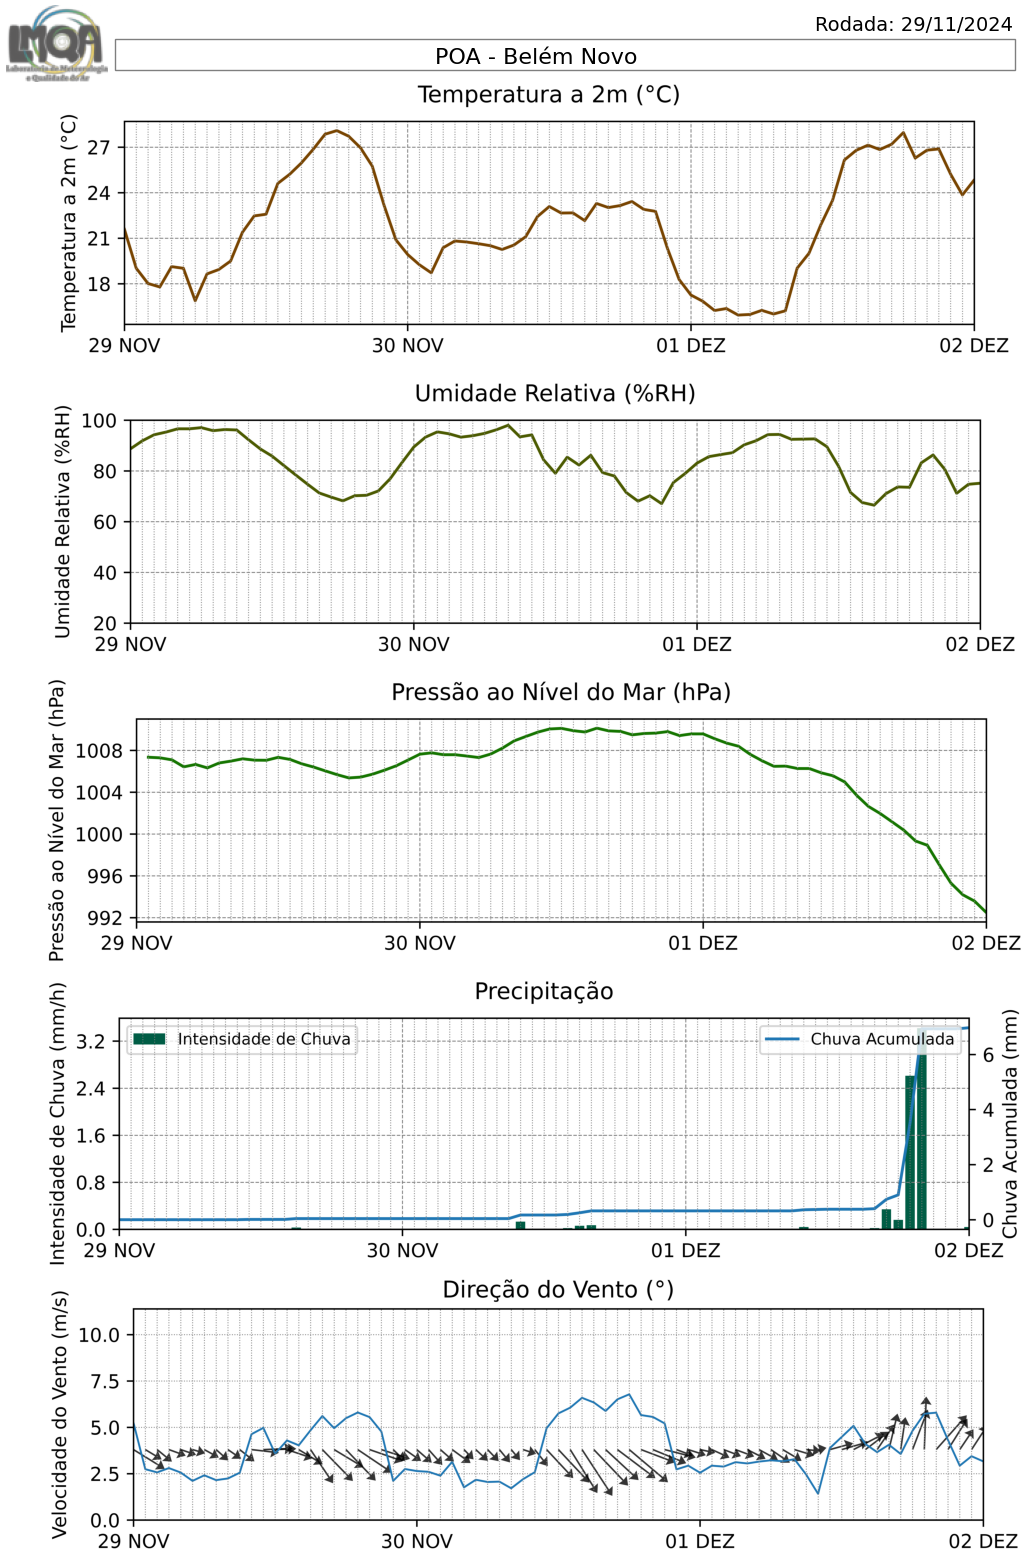 LMQA
Laboratório de Meteorologia
e Qualidade do Ar
Rodada: 29/11/2024
POA - Belém Novo
Temperatura a 2m (°C)
Temperatura a 2m (°C)
27
24
21
18
29 NOV 30 NOV 01 DEZ 02 DEZ
Umidade Relativa (%RH)
Umidade Relativa (%RH)
100
80
60
40
20
29 NOV 30 NOV 01 DEZ 02 DEZ
Pressão ao Nível do Mar (hPa)
Pressão ao Nível do Mar (hPa)
1008
1004
1000
996
992
29 NOV 30 NOV 01 DEZ 02 DEZ
Precipitação
Intensidade de Chuva (mm/h)
3.2
2.4
1.6
0.8
0.0
Intensidade de Chuva
Chuva Acumulada
6
4
2
0
Chuva Acumulada (mm)
29 NOV 30 NOV 01 DEZ 02 DEZ
Direção do Vento (°)
Velocidade do Vento (m/s)
10.0
7.5
5.0
2.5
0.0
29 NOV 30 NOV 01 DEZ 02 DEZ